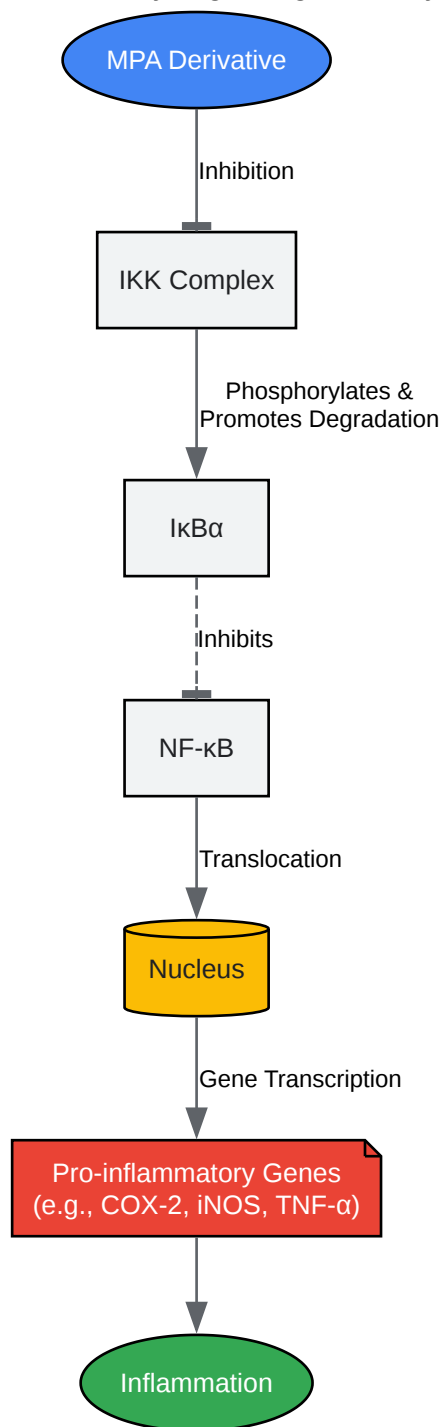 MPA Derivative
Inhibition
IKK Complex
Phosphorylates &
Promotes Degradation
IκBα
Inhibits
NF-κB
Translocation
Nucleus
Gene Transcription
Pro-inflammatory Genes
(e.g., COX-2, iNOS, TNF-α)
Inflammation